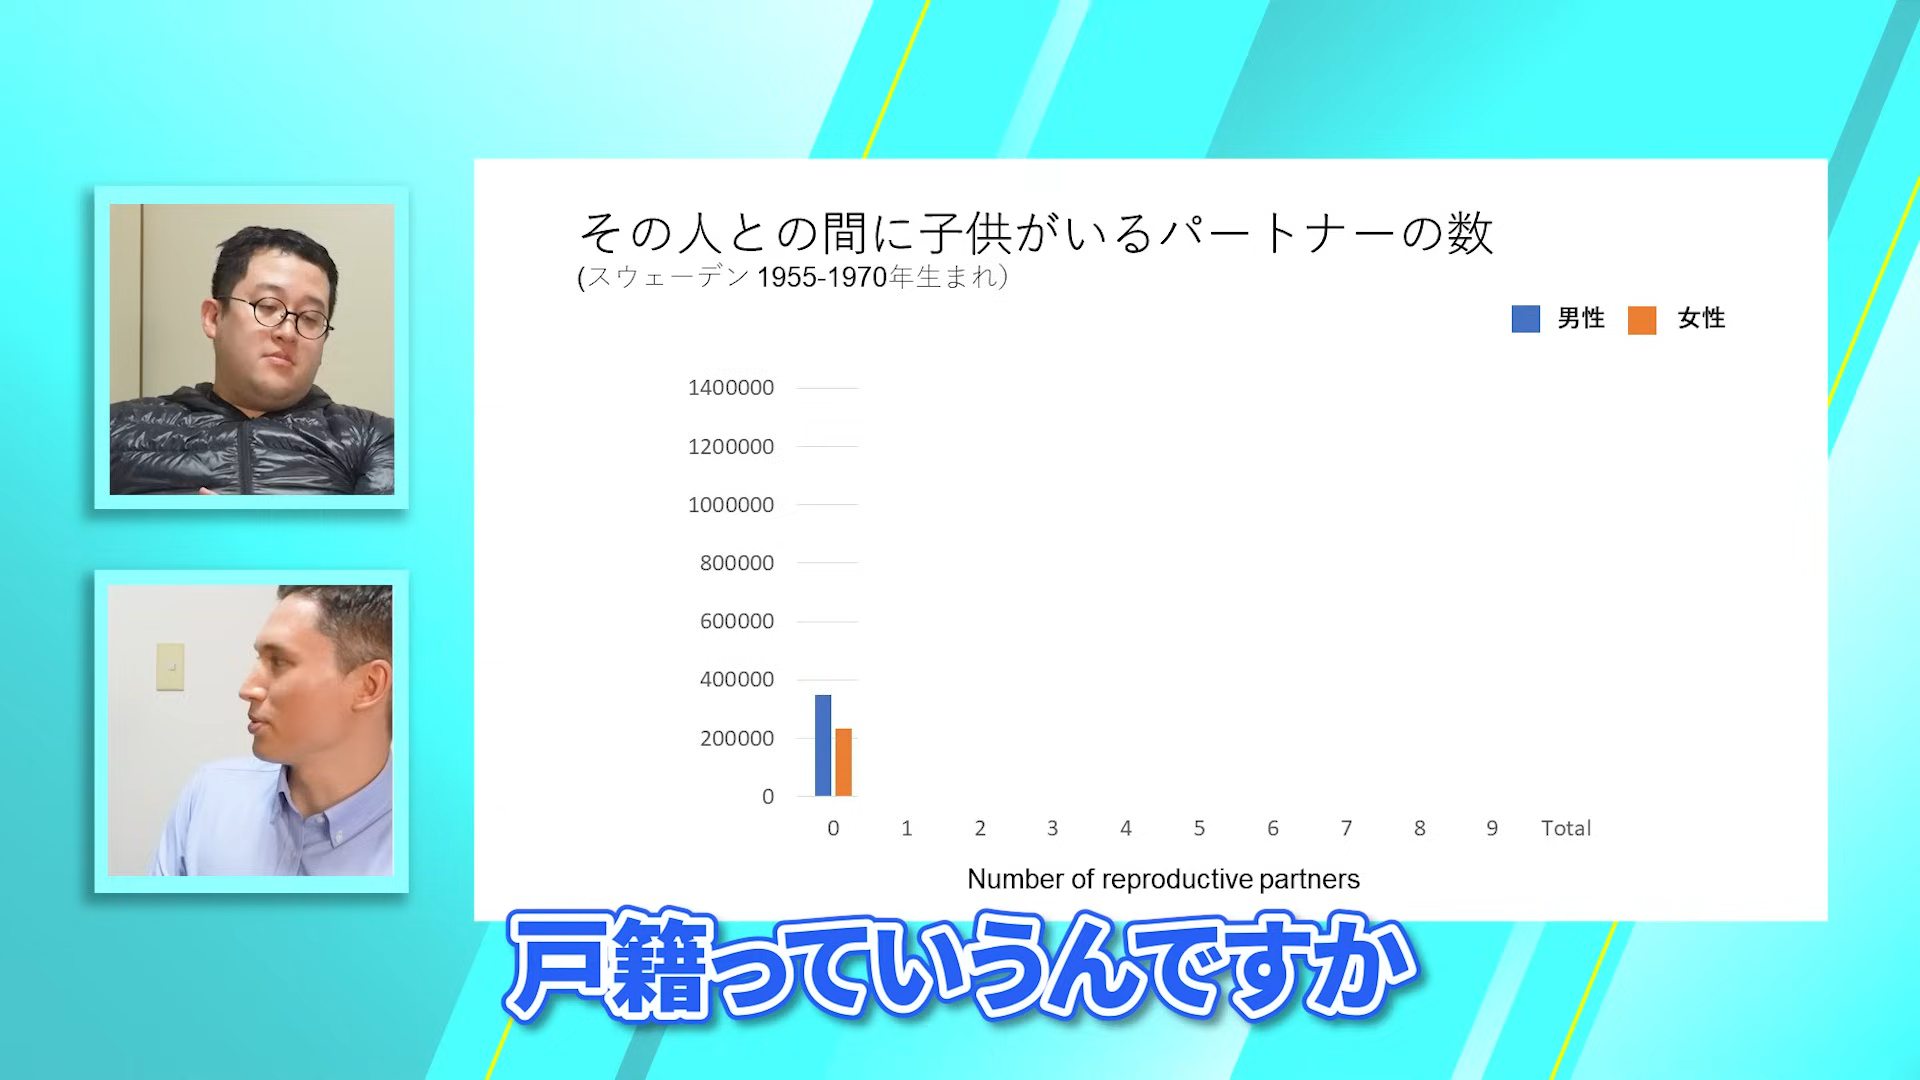 その人との間に子供がいるパートナーの数
(スウェーデン 1955-1970年生まれ)
男性 女性
1400000
1200000
1000000
800000
600000
400000
200000
0
0 1 2 3 4 5 6 7 8 9 Total
Number of reproductive partners
戸籍っていうんですか